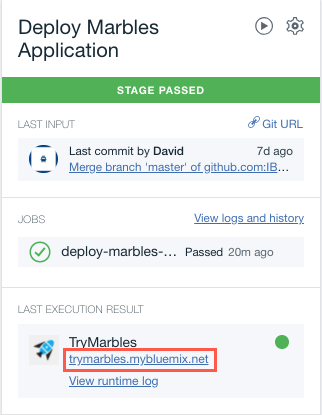 Deploy Marbles
Application
STAGE PASSED
LAST INPUT Git URL
Last commit by David 7d ago
Merge branch 'master' of github.com:IB...
JOBS View logs and history
deploy-marbles-... Passed 20m ago
LAST EXECUTION RESULT
TryMarbles
trymarbles.mybluemix.net
View runtime log